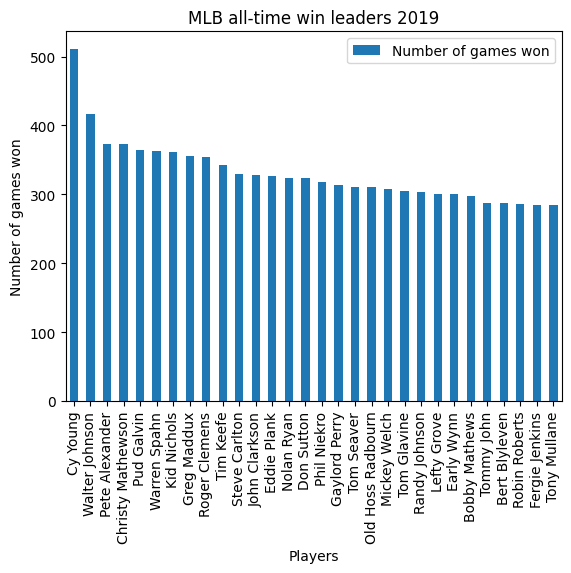 MLB all-time win leaders 2019
Number of games won
Number of games won
500
400
300
200
100
0
Cy Young
Walter Johnson
Pete Alexander
Christy Mathewson
Pud Galvin
Warren Spahn
Kid Nichols
Greg Maddux
Roger Clemens
Tim Keefe
Steve Carlton
John Clarkson
Eddie Plank
Nolan Ryan
Don Sutton
Phil Niekro
Gaylord Perry
Tom Seaver
Old Hoss Radbourn
Mickey Welch
Tom Glavine
Randy Johnson
Lefty Grove
Early Wynn
Bobby Mathews
Tommy John
Bert Blyleven
Robin Roberts
Fergie Jenkins
Tony Mullane
Players